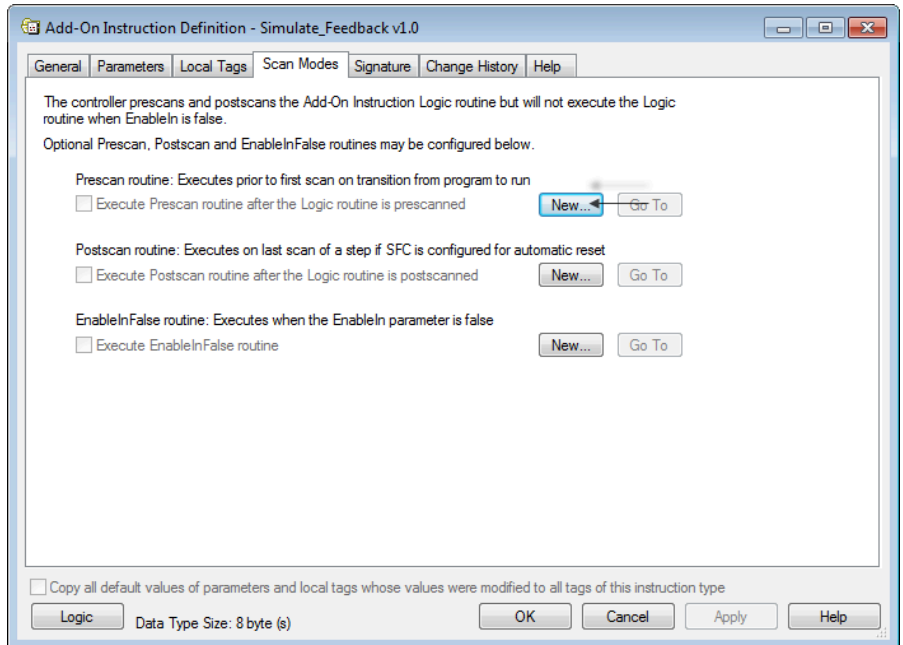 Add-On Instruction Definition - Simulate_Feedback v1.0
General Parameters Local Tags Scan Modes Signature Change History Help
The controller prescans and postscans the Add-On Instruction Logic routine but will not execute the Logic
routine when EnableIn is false.
Optional Prescan, Postscan and EnableInFalse routines may be configured below.
Prescan routine: Executes prior to first scan on transition from program to run
Execute Prescan routine after the Logic routine is prescanned New... Go To
Postscan routine: Executes on last scan of a step if SFC is configured for automatic reset
Execute Postscan routine after the Logic routine is postscanned New... Go To
EnableInFalse routine: Executes when the EnableIn parameter is false
Execute EnableInFalse routine New... Go To
Copy all default values of parameters and local tags whose values were modified to all tags of this instruction type
Logic Data Type Size: 8 byte (s) OK Cancel Apply Help